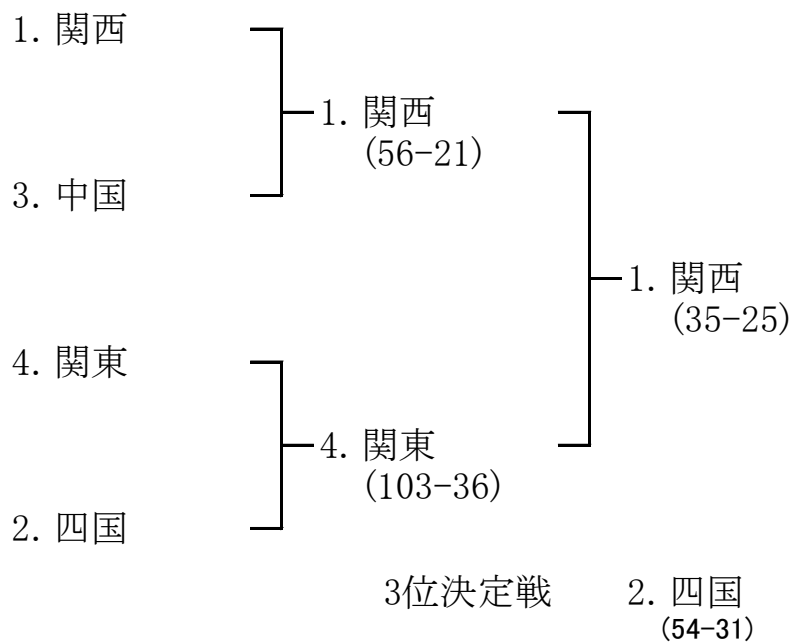 1. 関西
1. 関西
(56-21)
3. 中国
1. 関西
(35-25)
4. 関東
4. 関東
(103-36)
2. 四国
3位決定戦 2. 四国
(54-31)